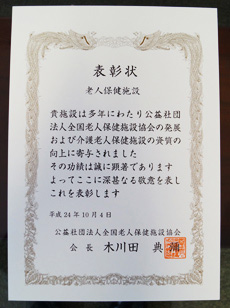 表彰状
老人保健施設
貴施設は多年にわたり公益社団
法人全国老人保健施設協会の発展
および介護老人保健施設の資質の
向上に寄与されました
その功績は誠に顕著であります
よってここに深甚なる敬意を表し
これを表彰します
平成24年10月4日
公益社団法人全国老人保健施設協会
会長 木川田 典彌